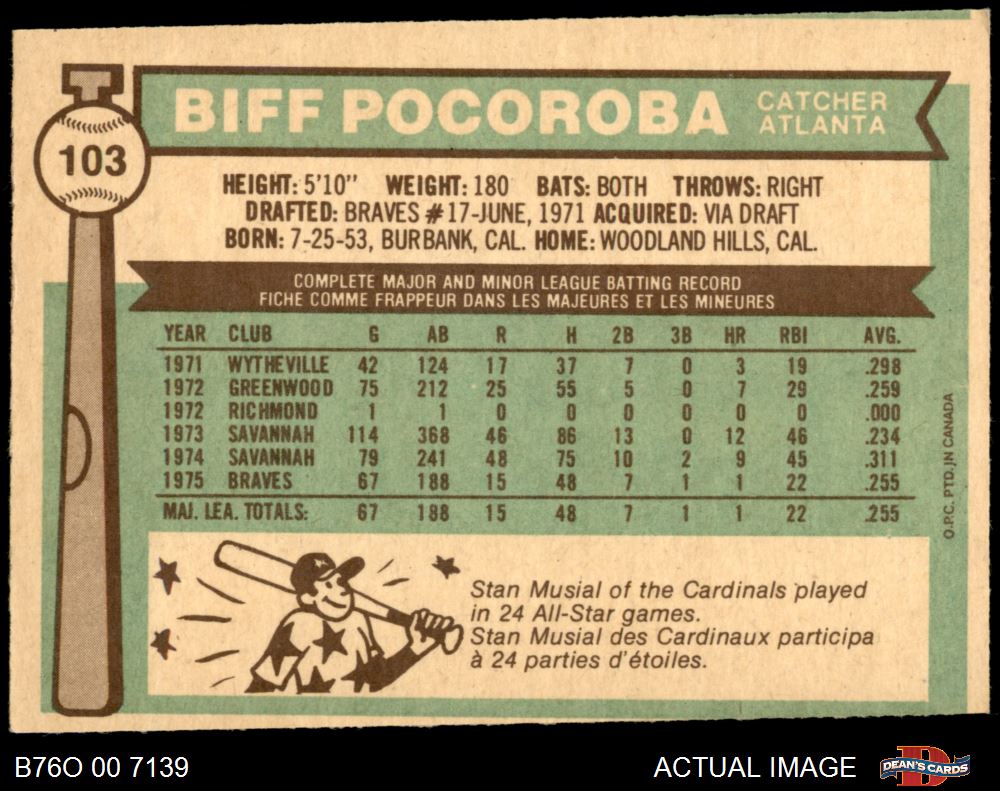 BIFF POCOROBA
CATCHER
ATLANTA
103
HEIGHT: 5'10" WEIGHT: 180 BATS: BOTH THROWS: RIGHT
DRAFTED: BRAVES #17-JUNE, 1971 ACQUIRED: VIA DRAFT
BORN: 7-25-53, BURBANK, CAL. HOME: WOODLAND HILLS, CAL.
COMPLETE MAJOR AND MINOR LEAGUE BATTING RECORD
FICHE COMME FRAPPEUR DANS LES MAJEURES ET LES MINEURES
YEAR CLUB G AB R H 2B 3B HR RBI AVG.
1971 WYTHEVILLE 42 124 17 37 7 0 3 19 .298
1972 GREENWOOD 75 212 25 55 5 0 7 29 .259
1972 RICHMOND 1 1 0 0 0 0 0 0 .000
1973 SAVANNAH 114 368 46 86 13 0 12 46 .234
1974 SAVANNAH 79 241 48 75 10 2 9 45 .311
1975 BRAVES 67 188 15 48 7 1 1 22 .255
MAJ. LEA. TOTALS: 67 188 15 48 7 1 1 22 .255
O.P.C. PTD. IN CANADA
Stan Musial of the Cardinals played
in 24 All-Star games.
Stan Musial des Cardinaux participa
à 24 parties d'étoiles.
B76O 00 7139
ACTUAL IMAGE
D
DEAN'S CARDS